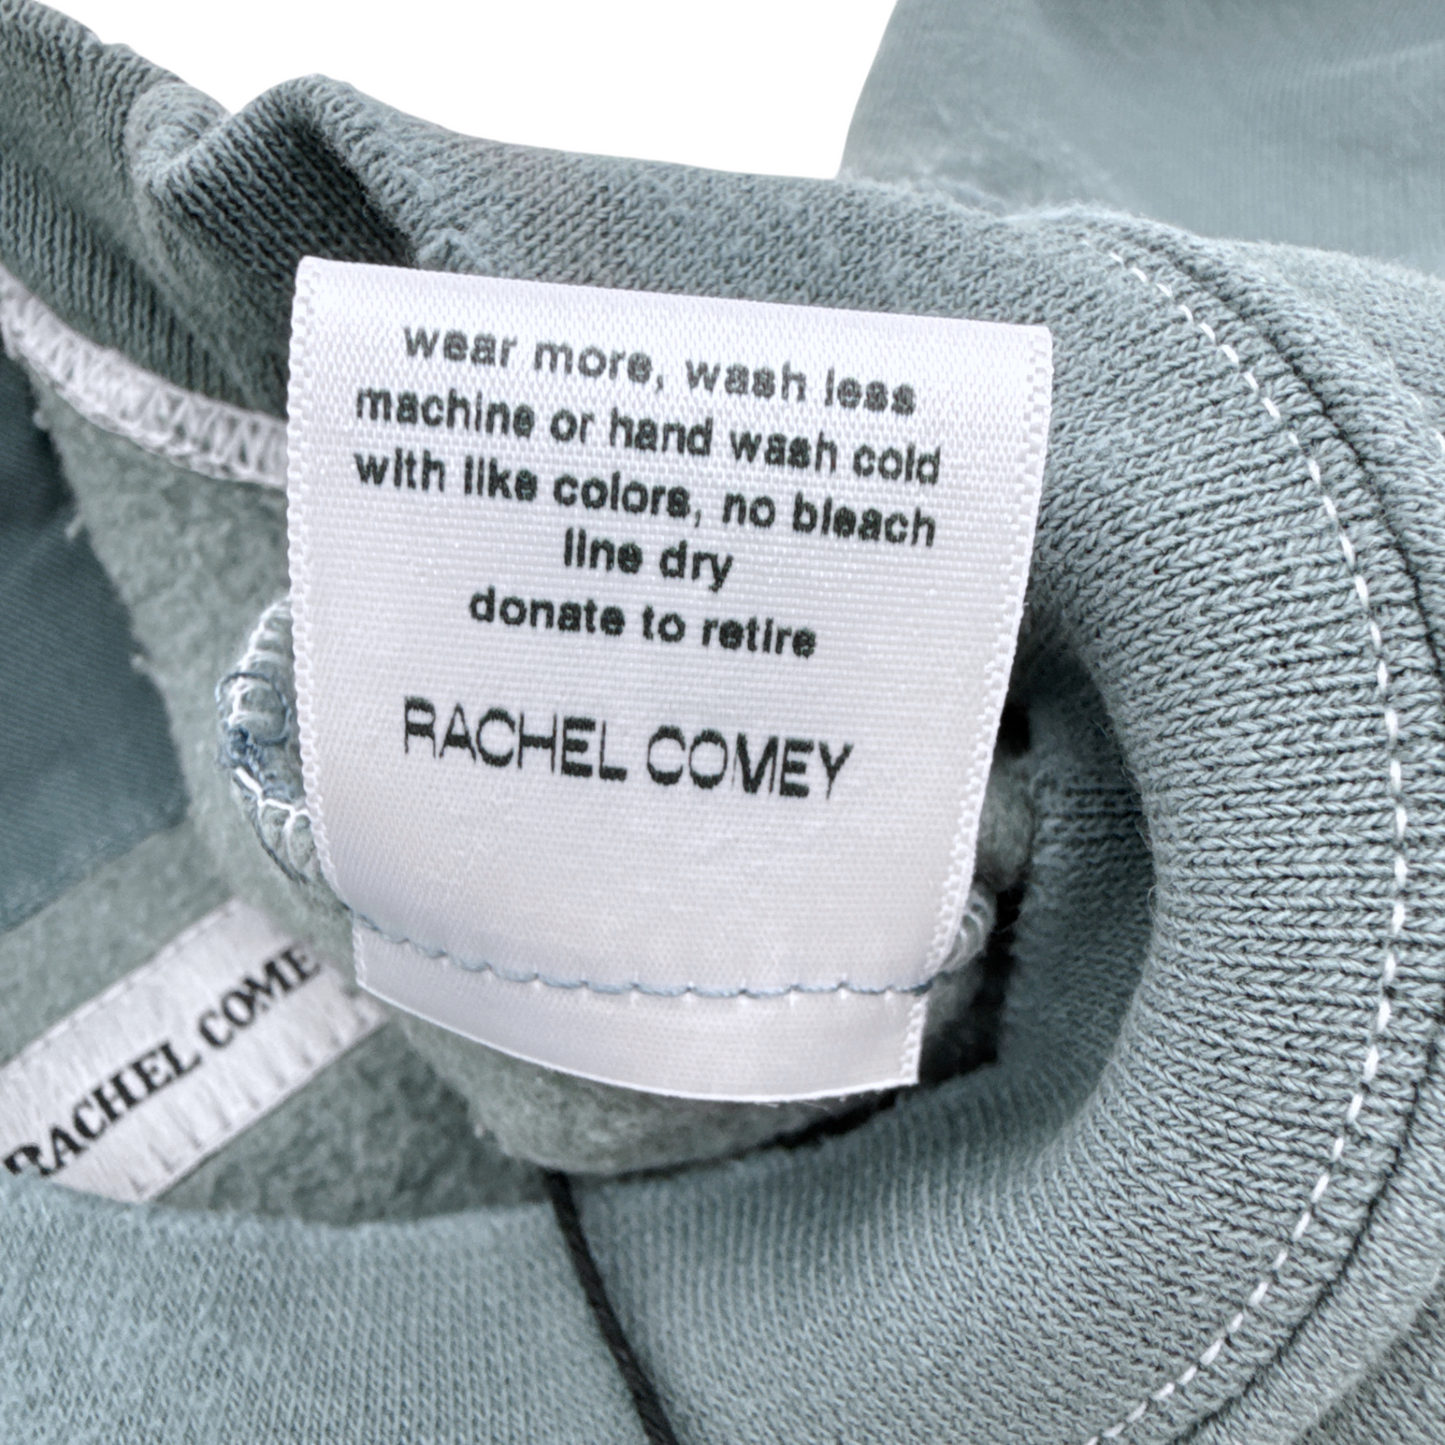 wear more, wash less
machine or hand wash cold
with like colors, no bleach
line dry
donate to retire
RACHEL COMEY
RACHEL COME